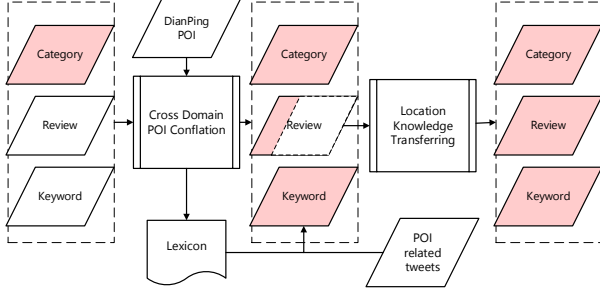 DianPing
POI
Category
Review
Keyword
Cross Domain
POI Conflation
Lexicon
Category
Review
Keyword
Location
Knowledge
Transferring
POI
related
tweets
Category
Review
Keyword